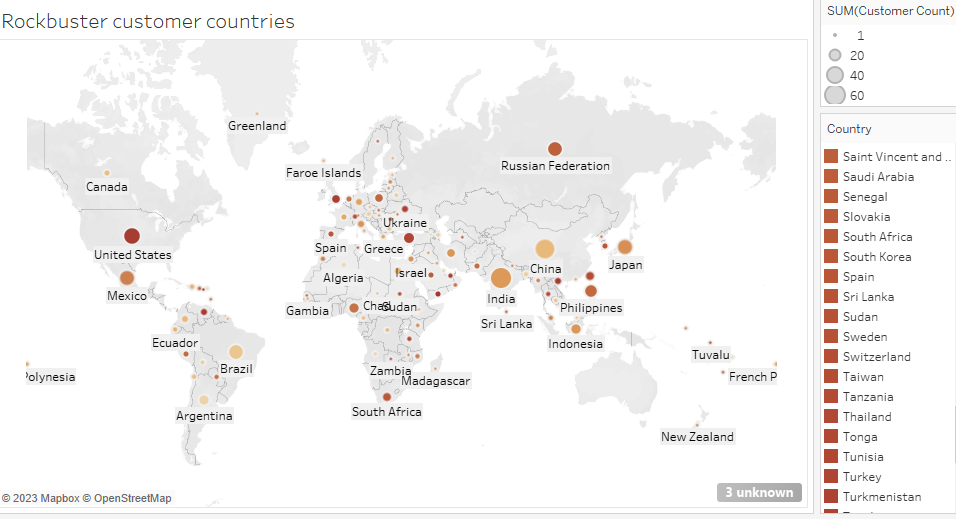 Rockbuster customer countries
Greenland
Faroe Islands
Russian Federation
Canada
Ukraine
United States
Spain
Greece
Israel
China
Japan
Mexico
Algeria
India
Gambia
Chad
Sudan
Philippines
Sri Lanka
Ecuador
Indonesia
Tuvalu
Brazil
Zambia
Polynesia
Madagascar
French P
Argentina
South Africa
New Zealand
3 unknown
© 2023 Mapbox © OpenStreetMap
SUM(Customer Count)
1
20
40
60
Country
Saint Vincent and ..
Saudi Arabia
Senegal
Slovakia
South Africa
South Korea
Spain
Sri Lanka
Sudan
Sweden
Switzerland
Taiwan
Tanzania
Thailand
Tonga
Tunisia
Turkey
Turkmenistan